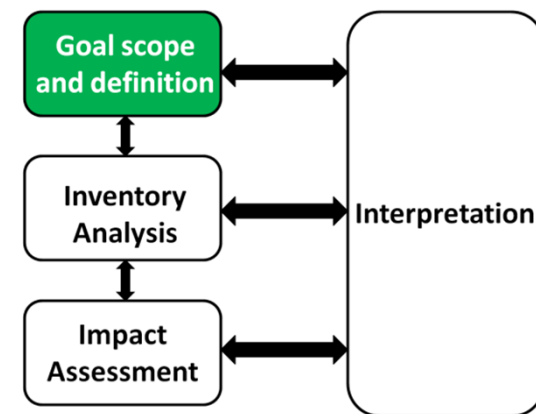 Goal scope
and definition
Inventory
Analysis
Interpretation
Impact
Assessment